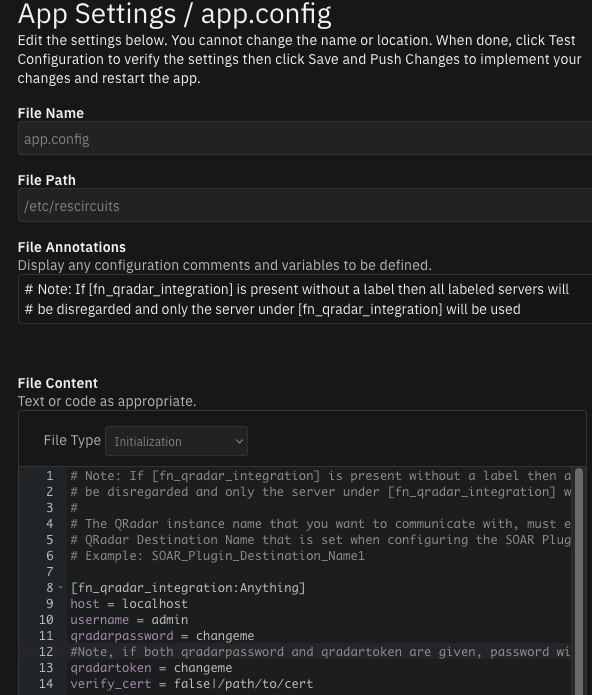 App Settings / app.config
Edit the settings below. You cannot change the name or location. When done, click Test
Configuration to verify the settings then click Save and Push Changes to implement your
changes and restart the app.
File Name
app.config
File Path
/etc/rescircuits
File Annotations
Display any configuration comments and variables to be defined.
# Note: If [fn_qradar_integration] is present without a label then all labeled servers will
# be disregarded and only the server under [fn_qradar_integration] will be used
File Content
Text or code as appropriate.
File Type Initialization
1 # Note: If [fn_qradar_integration] is present without a label then a
2 # be disregarded and only the server under [fn_qradar_integration] w
3 #
4 # The QRadar instance name that you want to communicate with, must e
5 # QRadar Destination Name that is set when configuring the SOAR Plug
6 # Example: SOAR_Plugin_Destination_Name1
7
8 [fn_qradar_integration:Anything]
9 host = localhost
10 username = admin
11 qradarpassword = changeme
12 #Note, if both qradarpassword and qradartoken are given, password wi
13 qradartoken = changeme
14 verify_cert = false|/path/to/cert